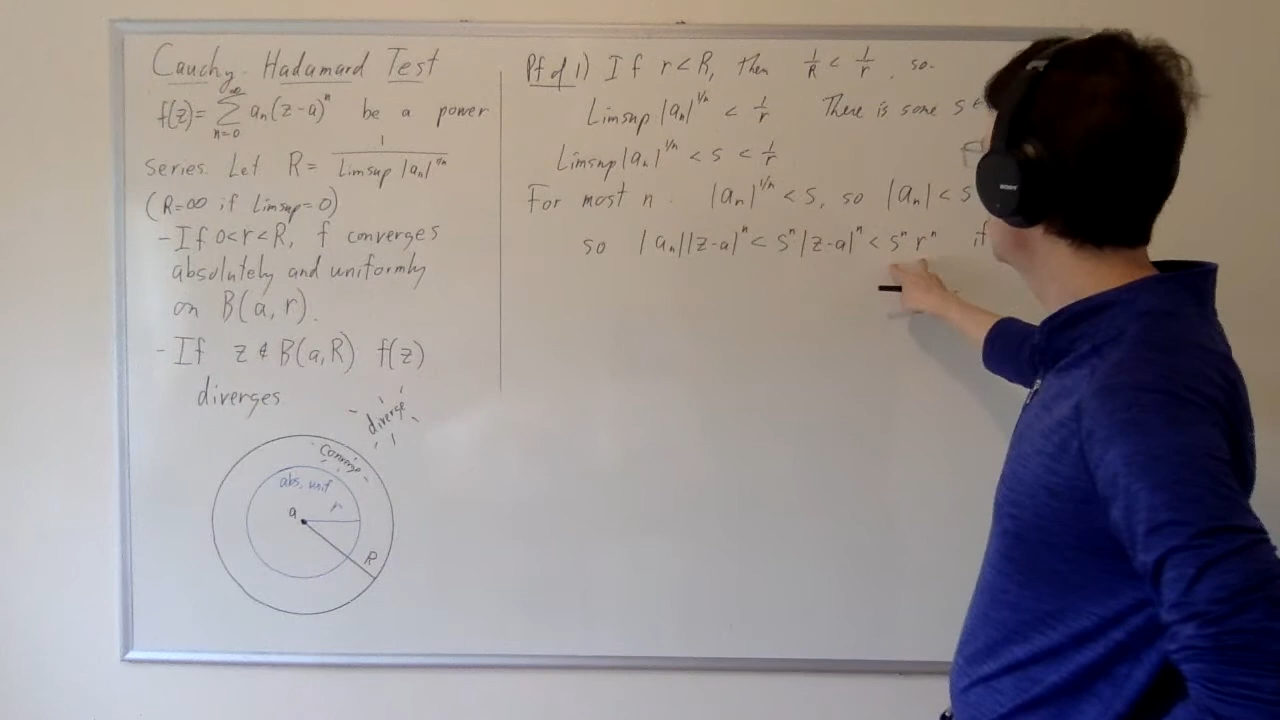 Cauchy-Hadamard Test
f(z) = ∑_{n=0}^{∞} a_n (z-a)^n be a power
series. Let R = 1 / Limsup |a_n|^{1/n}
(R=∞ if Limsup=0)
- If 0<r<R, f converges
absolutely and uniformly
on B(a,r).
- If z ∉ B(a,R) f(z)
diverges
diverge
Converge
abs, unif
r
a
R
Pf of 1) If r<R, then 1/R < 1/r, so
Limsup |a_n|^{1/n} < 1/r There is some s
Limsup |a_n|^{1/n} < s < 1/r
For most n. |a_n|^{1/n} < s, so |a_n| < s
so |a_n||z-a|^n < s^n |z-a|^n < s^n r^n if
SONY